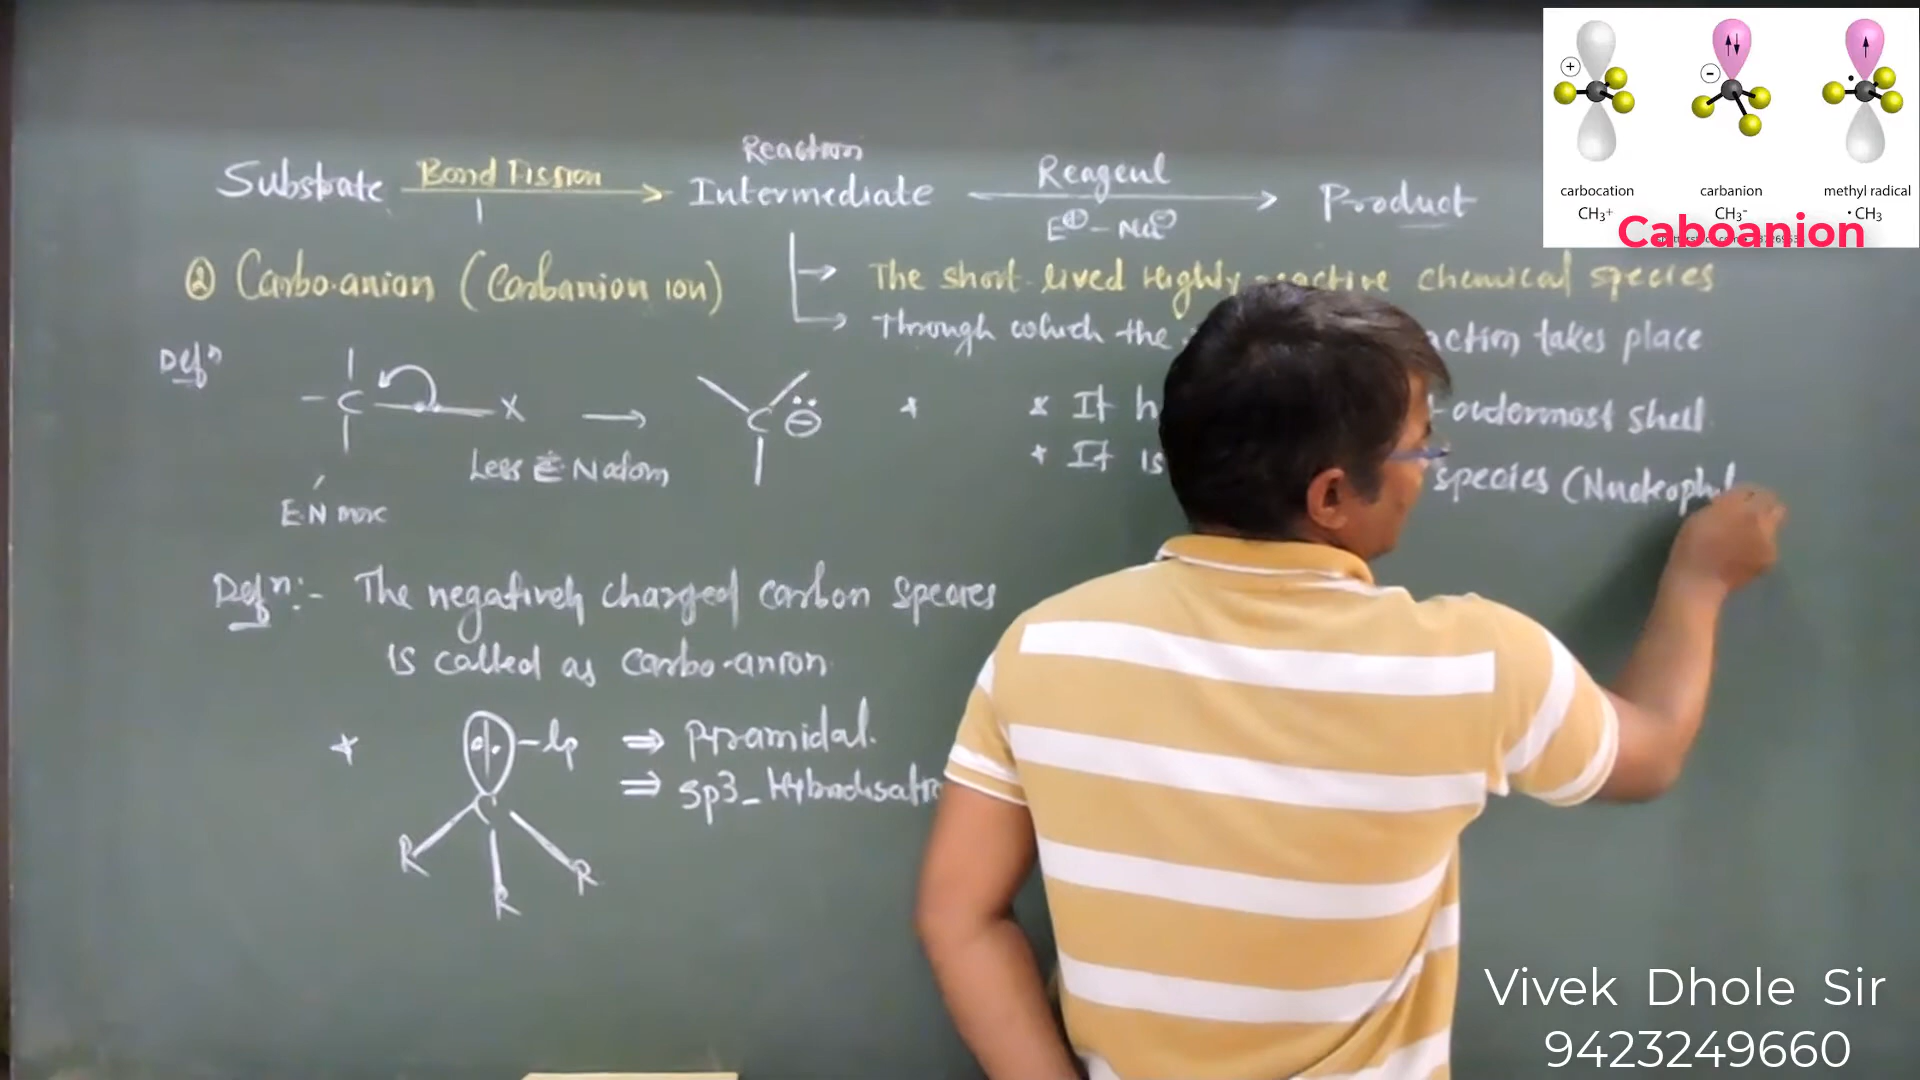 carbocation
CH₃⁺
carbanion
CH₃⁻
methyl radical
• CH₃
Caboanion
Substrate Bond Fission Reaction Intermediate Reagent E⊕ - Nu⊖ Product
② Carbo.anion (Carbanion ion)
The short-lived Highly reactive chemical species
Through which the action takes place
Defn
- C X
C ⊖
Less E N atom
E.N more
* * It h outermost shell.
* It is species (Nucleophil
Defn:- The negatively charged carbon speares
is called as Carbo-anion
* lp ⇒ Pyramidal.
⇒ sp3_Hybridisatio
C
R
R
R
Vivek Dhole Sir
9423249660